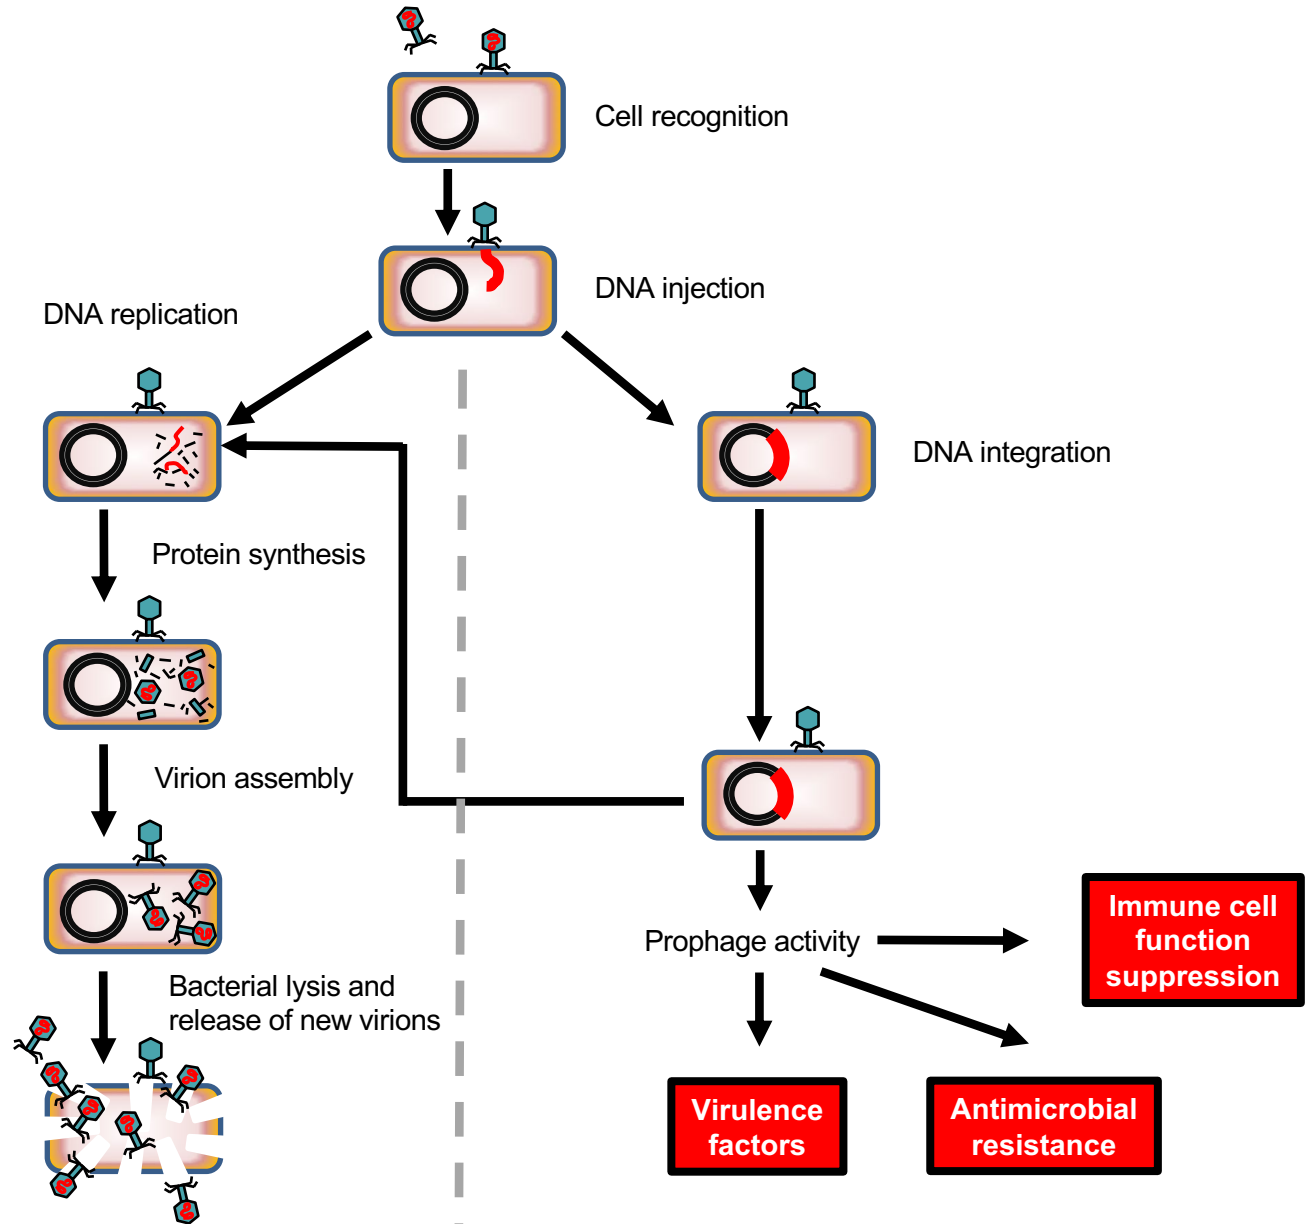 Cell recognition
DNA injection
DNA replication
DNA integration
Protein synthesis
Virion assembly
Bacterial lysis and
release of new virions
Prophage activity
Immune cell
function
suppression
Virulence
factors
Antimicrobial
resistance